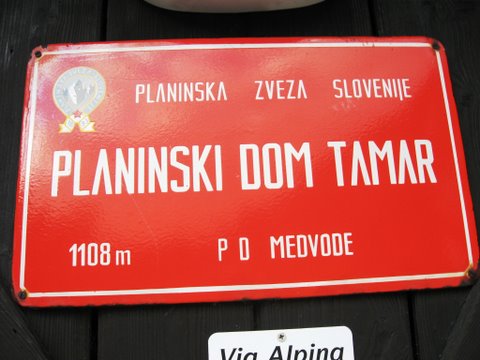 PLANINSKA ZVEZA SLOVENIJE
PLANINSKI DOM TAMAR
1108 m P D MEDVODE
Via Alpina